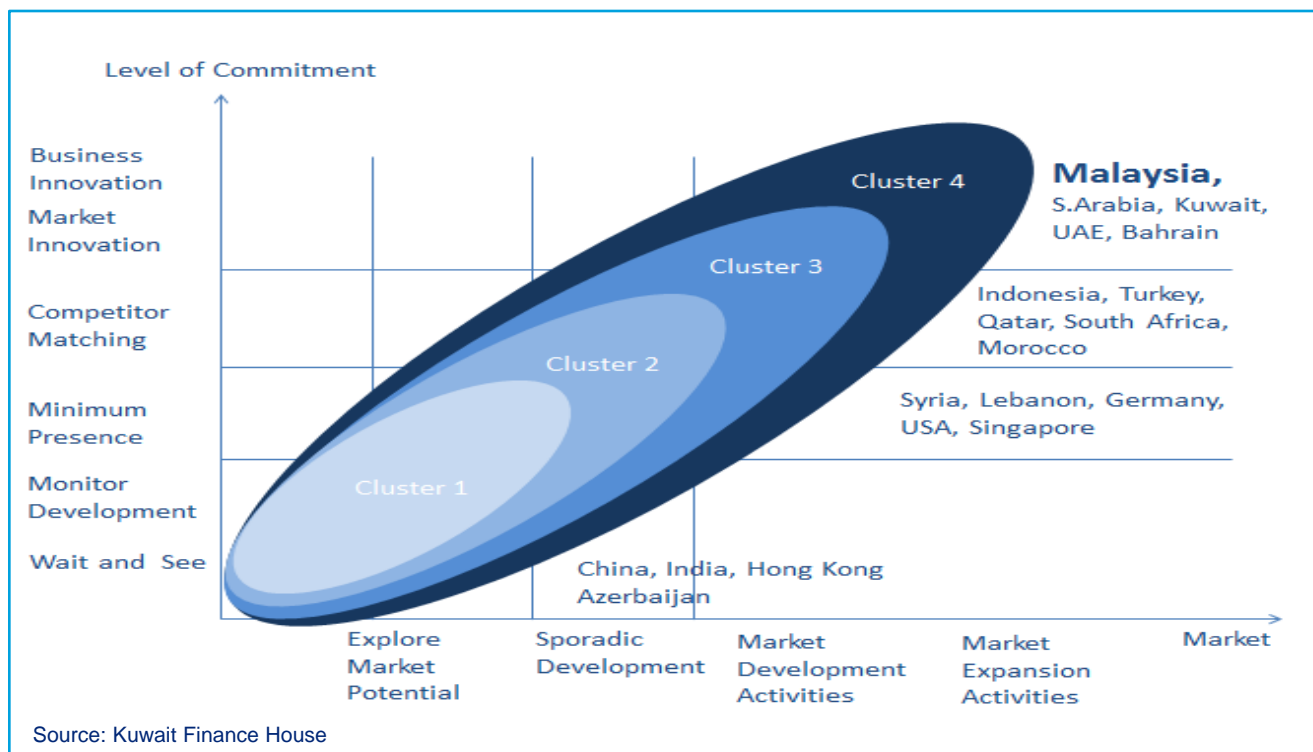 Level of Commitment
Business
Innovation
Market
Innovation
Competitor
Matching
Minimum
Presence
Monitor
Development
Wait and See
Cluster 4
Cluster 3
Cluster 2
Cluster 1
Malaysia,
S.Arabia, Kuwait,
UAE, Bahrain
Indonesia, Turkey,
Qatar, South Africa,
Morocco
Syria, Lebanon, Germany,
USA, Singapore
China, India, Hong Kong
Azerbaijan
Explore
Market
Potential
Sporadic
Development
Market
Development
Activities
Market
Expansion
Activities
Market
Source: Kuwait Finance House